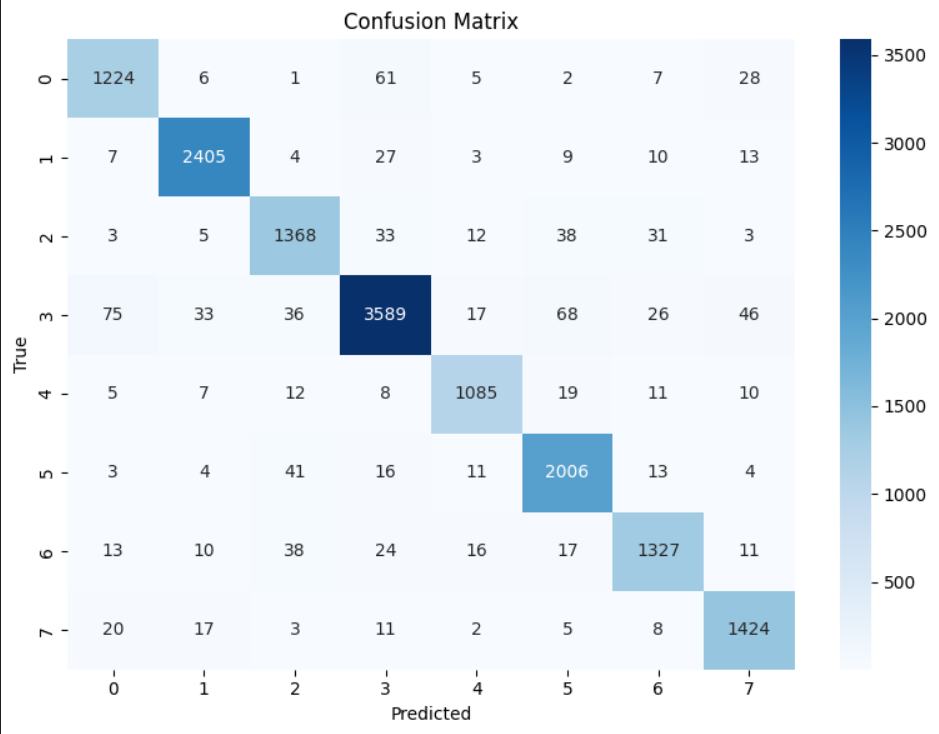 Confusion Matrix
0 1224 6 1 61 5 2 7 28
1 7 2405 4 27 3 9 10 13
2 3 5 1368 33 12 38 31 3
3 75 33 36 3589 17 68 26 46
4 5 7 12 8 1085 19 11 10
5 3 4 41 16 11 2006 13 4
6 13 10 38 24 16 17 1327 11
7 20 17 3 11 2 5 8 1424
0 1 2 3 4 5 6 7
Predicted
True
3500
3000
2500
2000
1500
1000
500